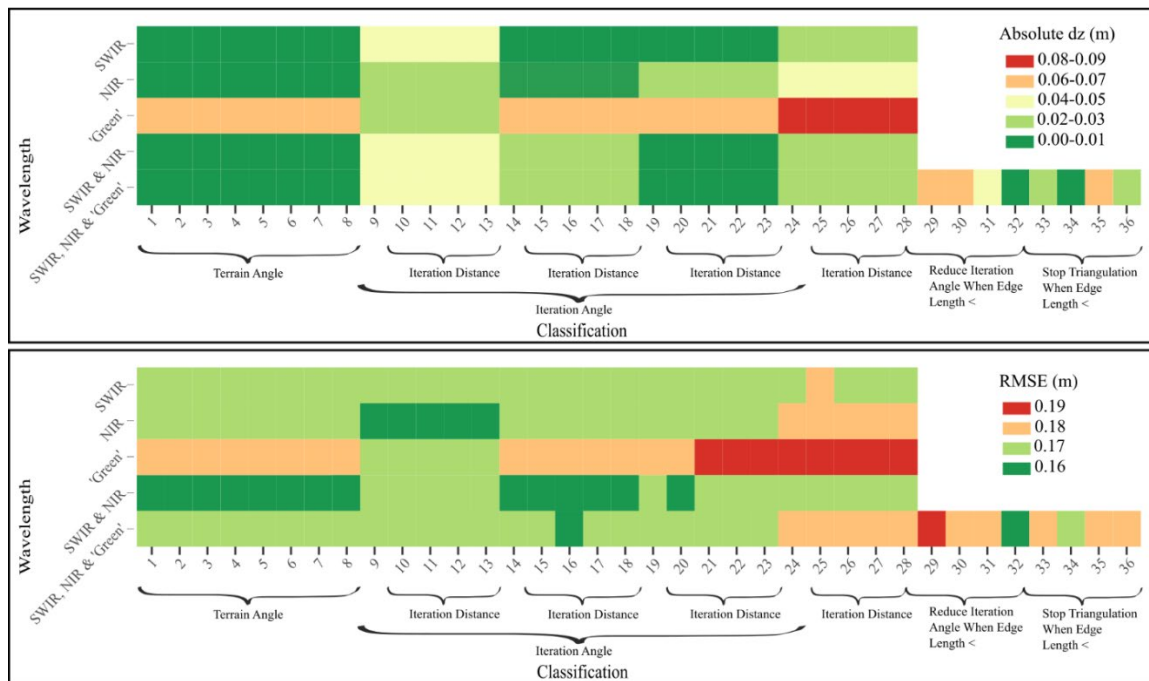 Absolute dz (m)
0.08-0.09
0.06-0.07
0.04-0.05
0.02-0.03
0.00-0.01
Wavelength
SWIR
NIR
'Green'
SWIR & NIR
SWIR, NIR & 'Green'
1 2 3 4 5 6 7 8 9 10 11 12 13 14 15 16 17 18 19 20 21 22 23 24 25 26 27 28 29 30 31 32 33 34 35 36
Terrain Angle
Iteration Distance
Iteration Distance
Iteration Distance
Iteration Distance
Reduce Iteration
Angle When Edge
Length <
Stop Triangulation
When Edge
Length <
Iteration Angle
Classification
RMSE (m)
0.19
0.18
0.17
0.16
Wavelength
SWIR
NIR
'Green'
SWIR & NIR
SWIR, NIR & 'Green'
1 2 3 4 5 6 7 8 9 10 11 12 13 14 15 16 17 18 19 20 21 22 23 24 25 26 27 28 29 30 31 32 33 34 35 36
Terrain Angle
Iteration Distance
Iteration Distance
Iteration Distance
Iteration Distance
Reduce Iteration
Angle When Edge
Length <
Stop Triangulation
When Edge
Length <
Iteration Angle
Classification